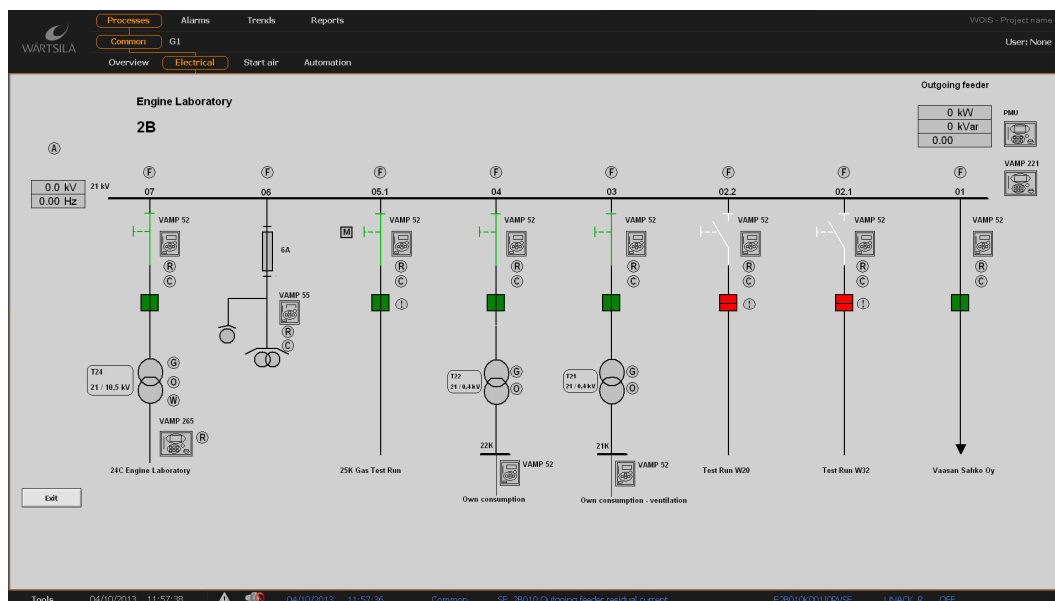 Processes Alarms Trends Reports WOIS - Project name
WÄRTSILÄ Common G1 User: None
Overview Electrical Start air Automation
Outgoing feeder
Engine Laboratory
2B
0 kW PMU
0 kVar
0.00
A
VAMP 221
F F F F F F F F
0.0 kV 21 kV 07 06 05.1 04 03 02.2 02.1 01
0.00 Hz
VAMP 52 VAMP 52 VAMP 52 VAMP 52 VAMP 52 VAMP 52 VAMP 52
M
6A
R R R R R R R
C C C C C C C
VAMP 55
! ! !
R
C
T24 G T22 G T21 G
21 / 10,5 kV O 21 / 0,4 kV O 21 / 0,4 kV O
W
VAMP 265
R
22K 21K
24C Engine Laboratory 25K Gas Test Run VAMP 52 VAMP 52 Test Run W20 Test Run W32 Vaasan Sahko Oy
Exit Own consumption Own consumption - ventilation
Tools 04/10/2013 11:57:38 04/10/2013 11:57:36 Common Outgoing feeder residual current UNACK R OFF